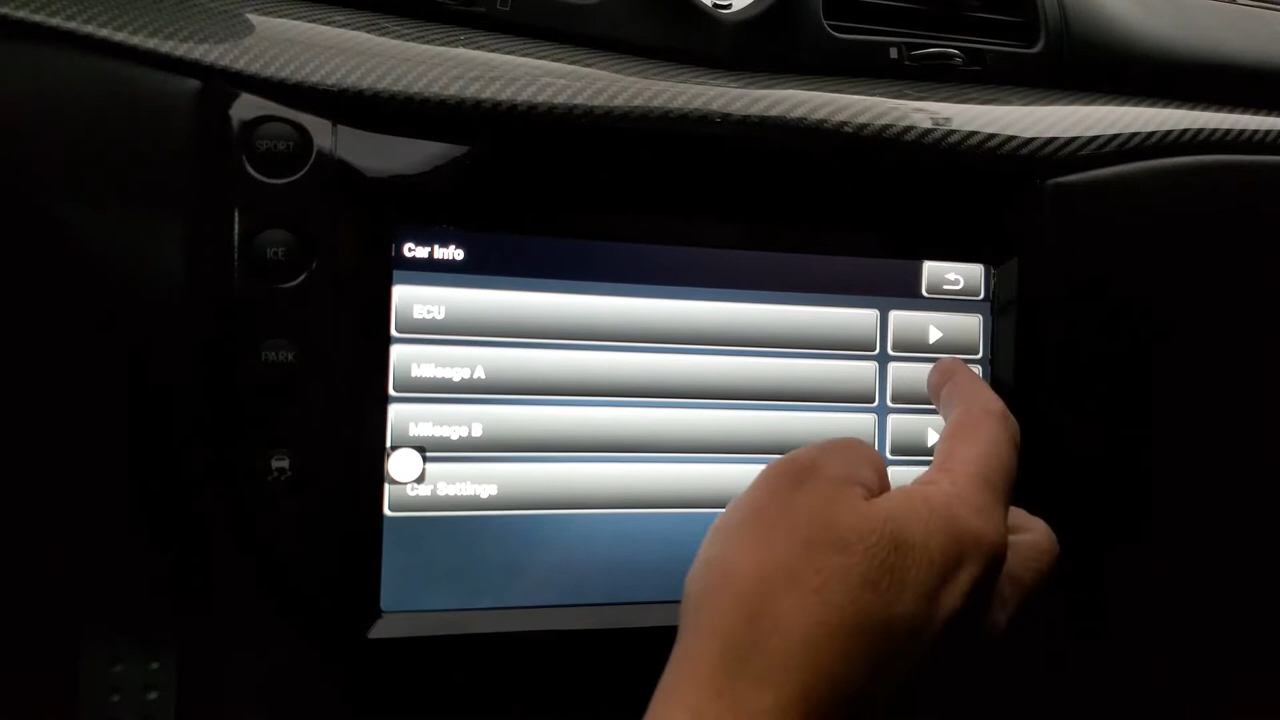 SPORT
ICE
PARK
Car Info
ECU
Mileage A
Mileage B
Car Settings